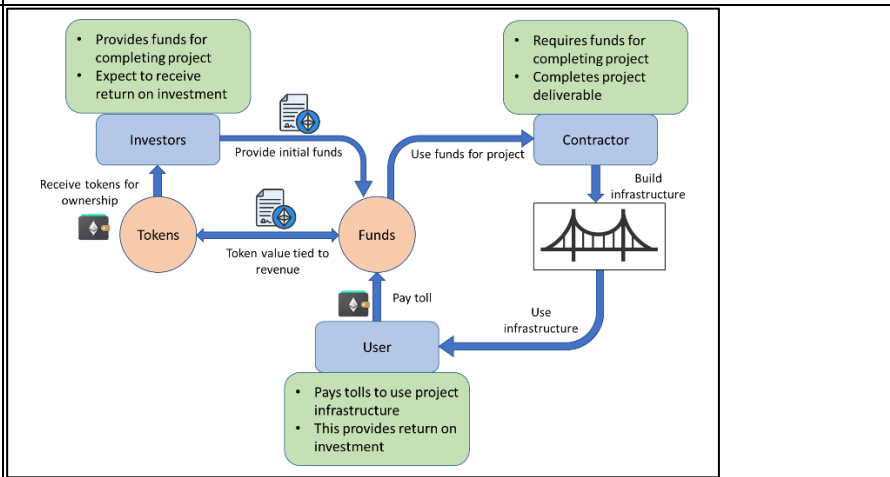 • Provides funds for
completing project
• Expect to receive
return on investment
• Requires funds for
completing project
• Completes project
deliverable
Investors
Provide initial funds
Use funds for project
Contractor
Receive tokens for
ownership
Build
infrastructure
Tokens
Token value tied to
revenue
Funds
Pay toll
Use
infrastructure
User
• Pays tolls to use project
infrastructure
• This provides return on
investment